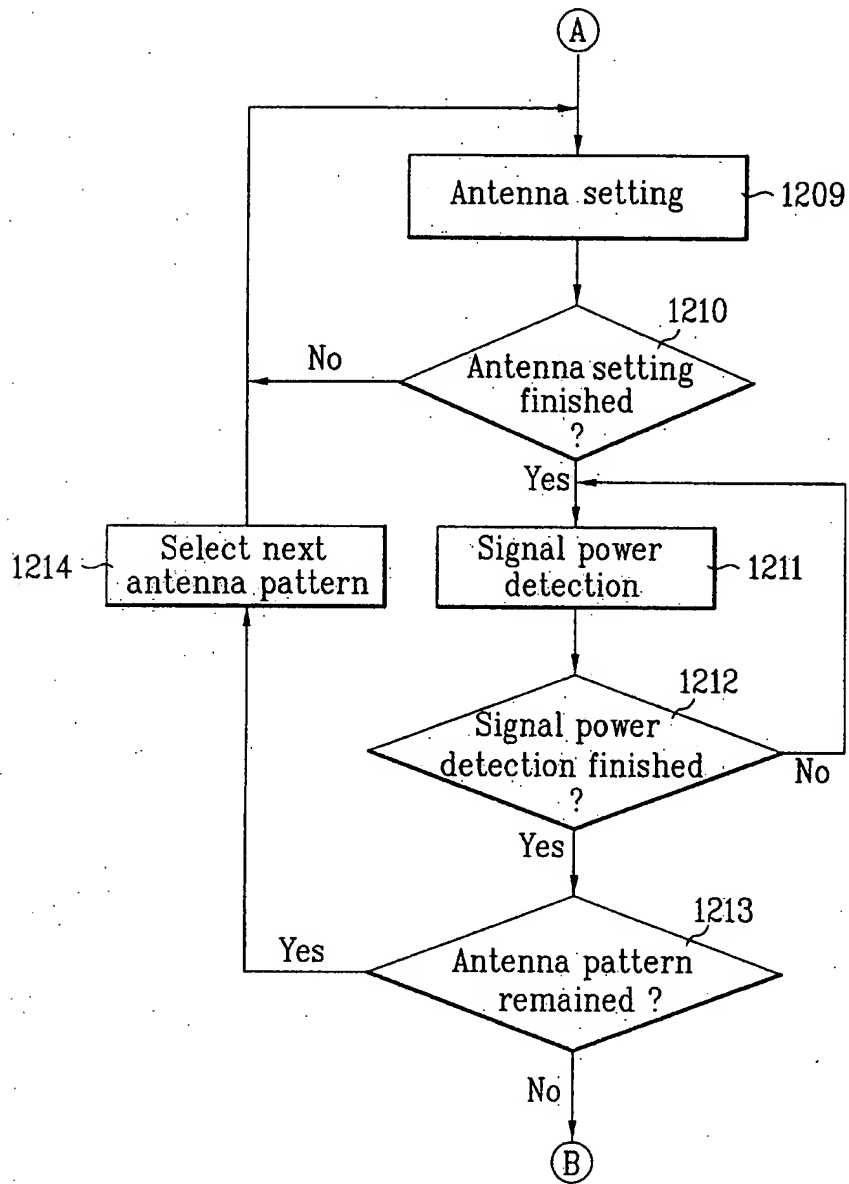 A
Antenna setting
1209
1210
Antenna setting
finished
?
No
Yes
Select next
antenna pattern
1214
Signal power
detection
1211
1212
Signal power
detection finished
?
No
Yes
1213
Antenna pattern
remained ?
Yes
No
B